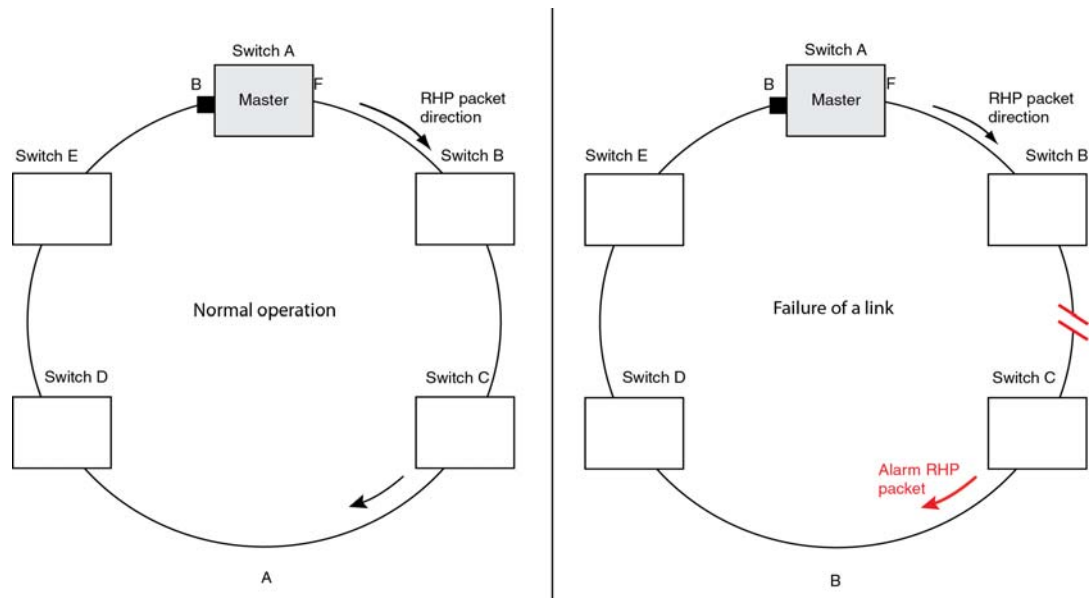 Switch A
B
F
Master
RHP packet
direction
Switch E
Switch B
Normal operation
Switch D
Switch C
A
Switch A
B
F
Master
RHP packet
direction
Switch E
Switch B
Failure of a link
Switch D
Switch C
Alarm RHP
packet
B